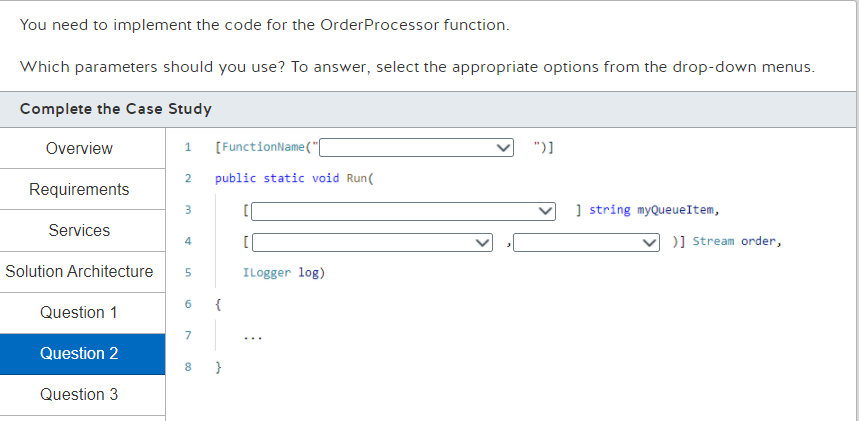 You need to implement the code for the OrderProcessor function.
Which parameters should you use? To answer, select the appropriate options from the drop-down menus.
Complete the Case Study
Overview
Requirements
Services
Solution Architecture
Question 1
Question 2
Question 3
1 [FunctionName(" ")]
2 public static void Run(
3 [ ] string myQueueItem,
4 [ , )] Stream order,
5 ILogger log)
6 {
7 ...
8 }